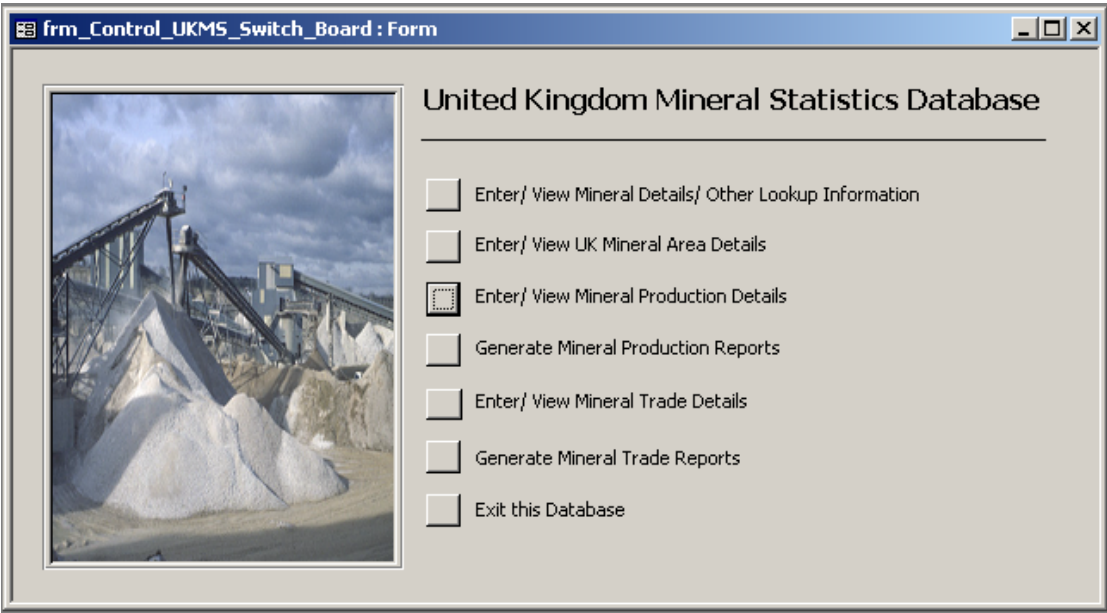 frm_Control_UKMS_Switch_Board : Form
United Kingdom Mineral Statistics Database
Enter/ View Mineral Details/ Other Lookup Information
Enter/ View UK Mineral Area Details
Enter/ View Mineral Production Details
Generate Mineral Production Reports
Enter/ View Mineral Trade Details
Generate Mineral Trade Reports
Exit this Database